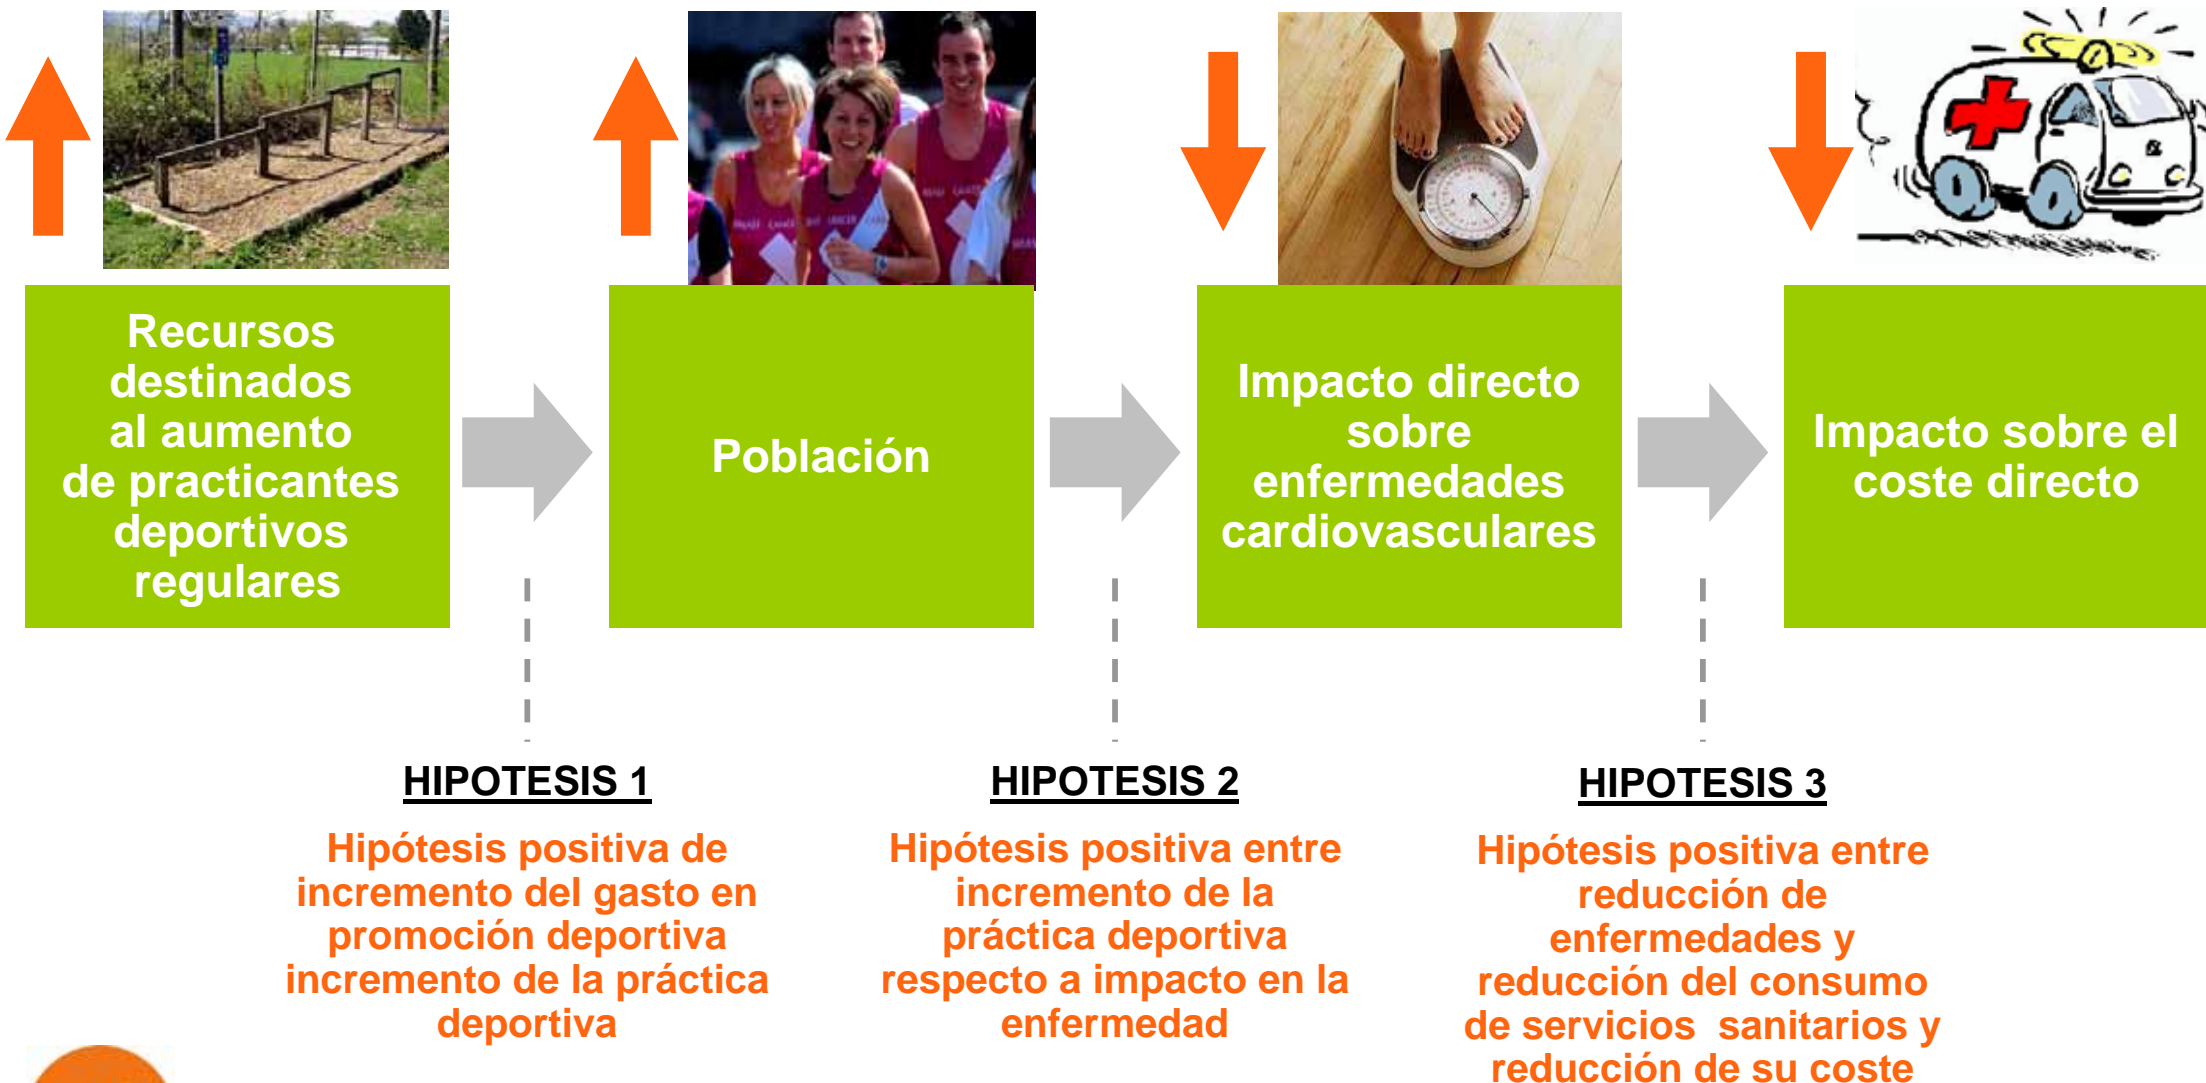 Recursos
destinados
al aumento
de practicantes
deportivos
regulares
Población
Impacto directo
sobre
enfermedades
cardiovasculares
Impacto sobre el
coste directo
HIPOTESIS 1
Hipótesis positiva de
incremento del gasto en
promoción deportiva
incremento de la práctica
deportiva
HIPOTESIS 2
Hipótesis positiva entre
incremento de la
práctica deportiva
respecto a impacto en la
enfermedad
HIPOTESIS 3
Hipótesis positiva entre
reducción de
enfermedades y
reducción del consumo
de servicios sanitarios y
reducción de su coste